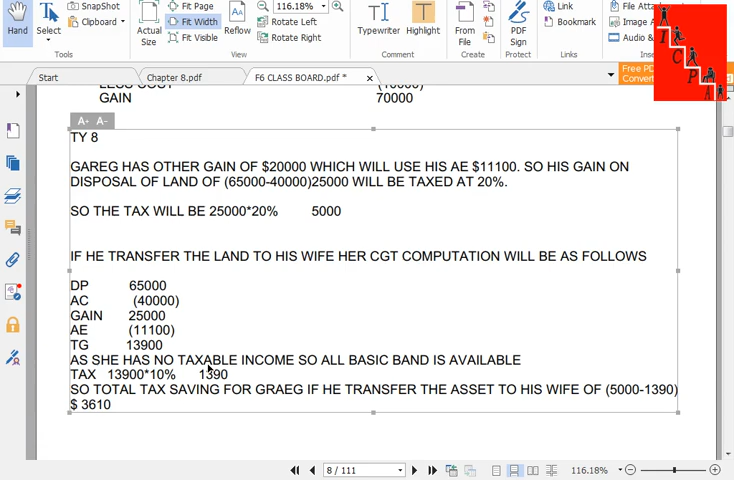 SnapShot
Fit Page
116.18%
Rotate Left
Link
File Attachment
Clipboard
Fit Width
Rotate Right
Bookmark
Image A
Hand
Select
Actual Size
Fit Visible
Reflow
Typewriter
Highlight
From File
PDF Sign
Audio &
Tools
View
Comment
Protect
Links
Start
Chapter 8.pdf
F6 CLASS BOARD.pdf *
Free PD
Convert
I
C
P
A
LESS COST (10000)
GAIN 70000
A+ A-
TY 8
GAREG HAS OTHER GAIN OF $20000 WHICH WILL USE HIS AE $11100. SO HIS GAIN ON
DISPOSAL OF LAND OF (65000-40000)25000 WILL BE TAXED AT 20%.
SO THE TAX WILL BE 25000*20% 5000
IF HE TRANSFER THE LAND TO HIS WIFE HER CGT COMPUTATION WILL BE AS FOLLOWS
DP 65000
AC (40000)
GAIN 25000
AE (11100)
TG 13900
AS SHE HAS NO TAXABLE INCOME SO ALL BASIC BAND IS AVAILABLE
TAX 13900*10% 1390
SO TOTAL TAX SAVING FOR GRAEG IF HE TRANSFER THE ASSET TO HIS WIFE OF (5000-1390)
$ 3610
8 / 111
116.18%